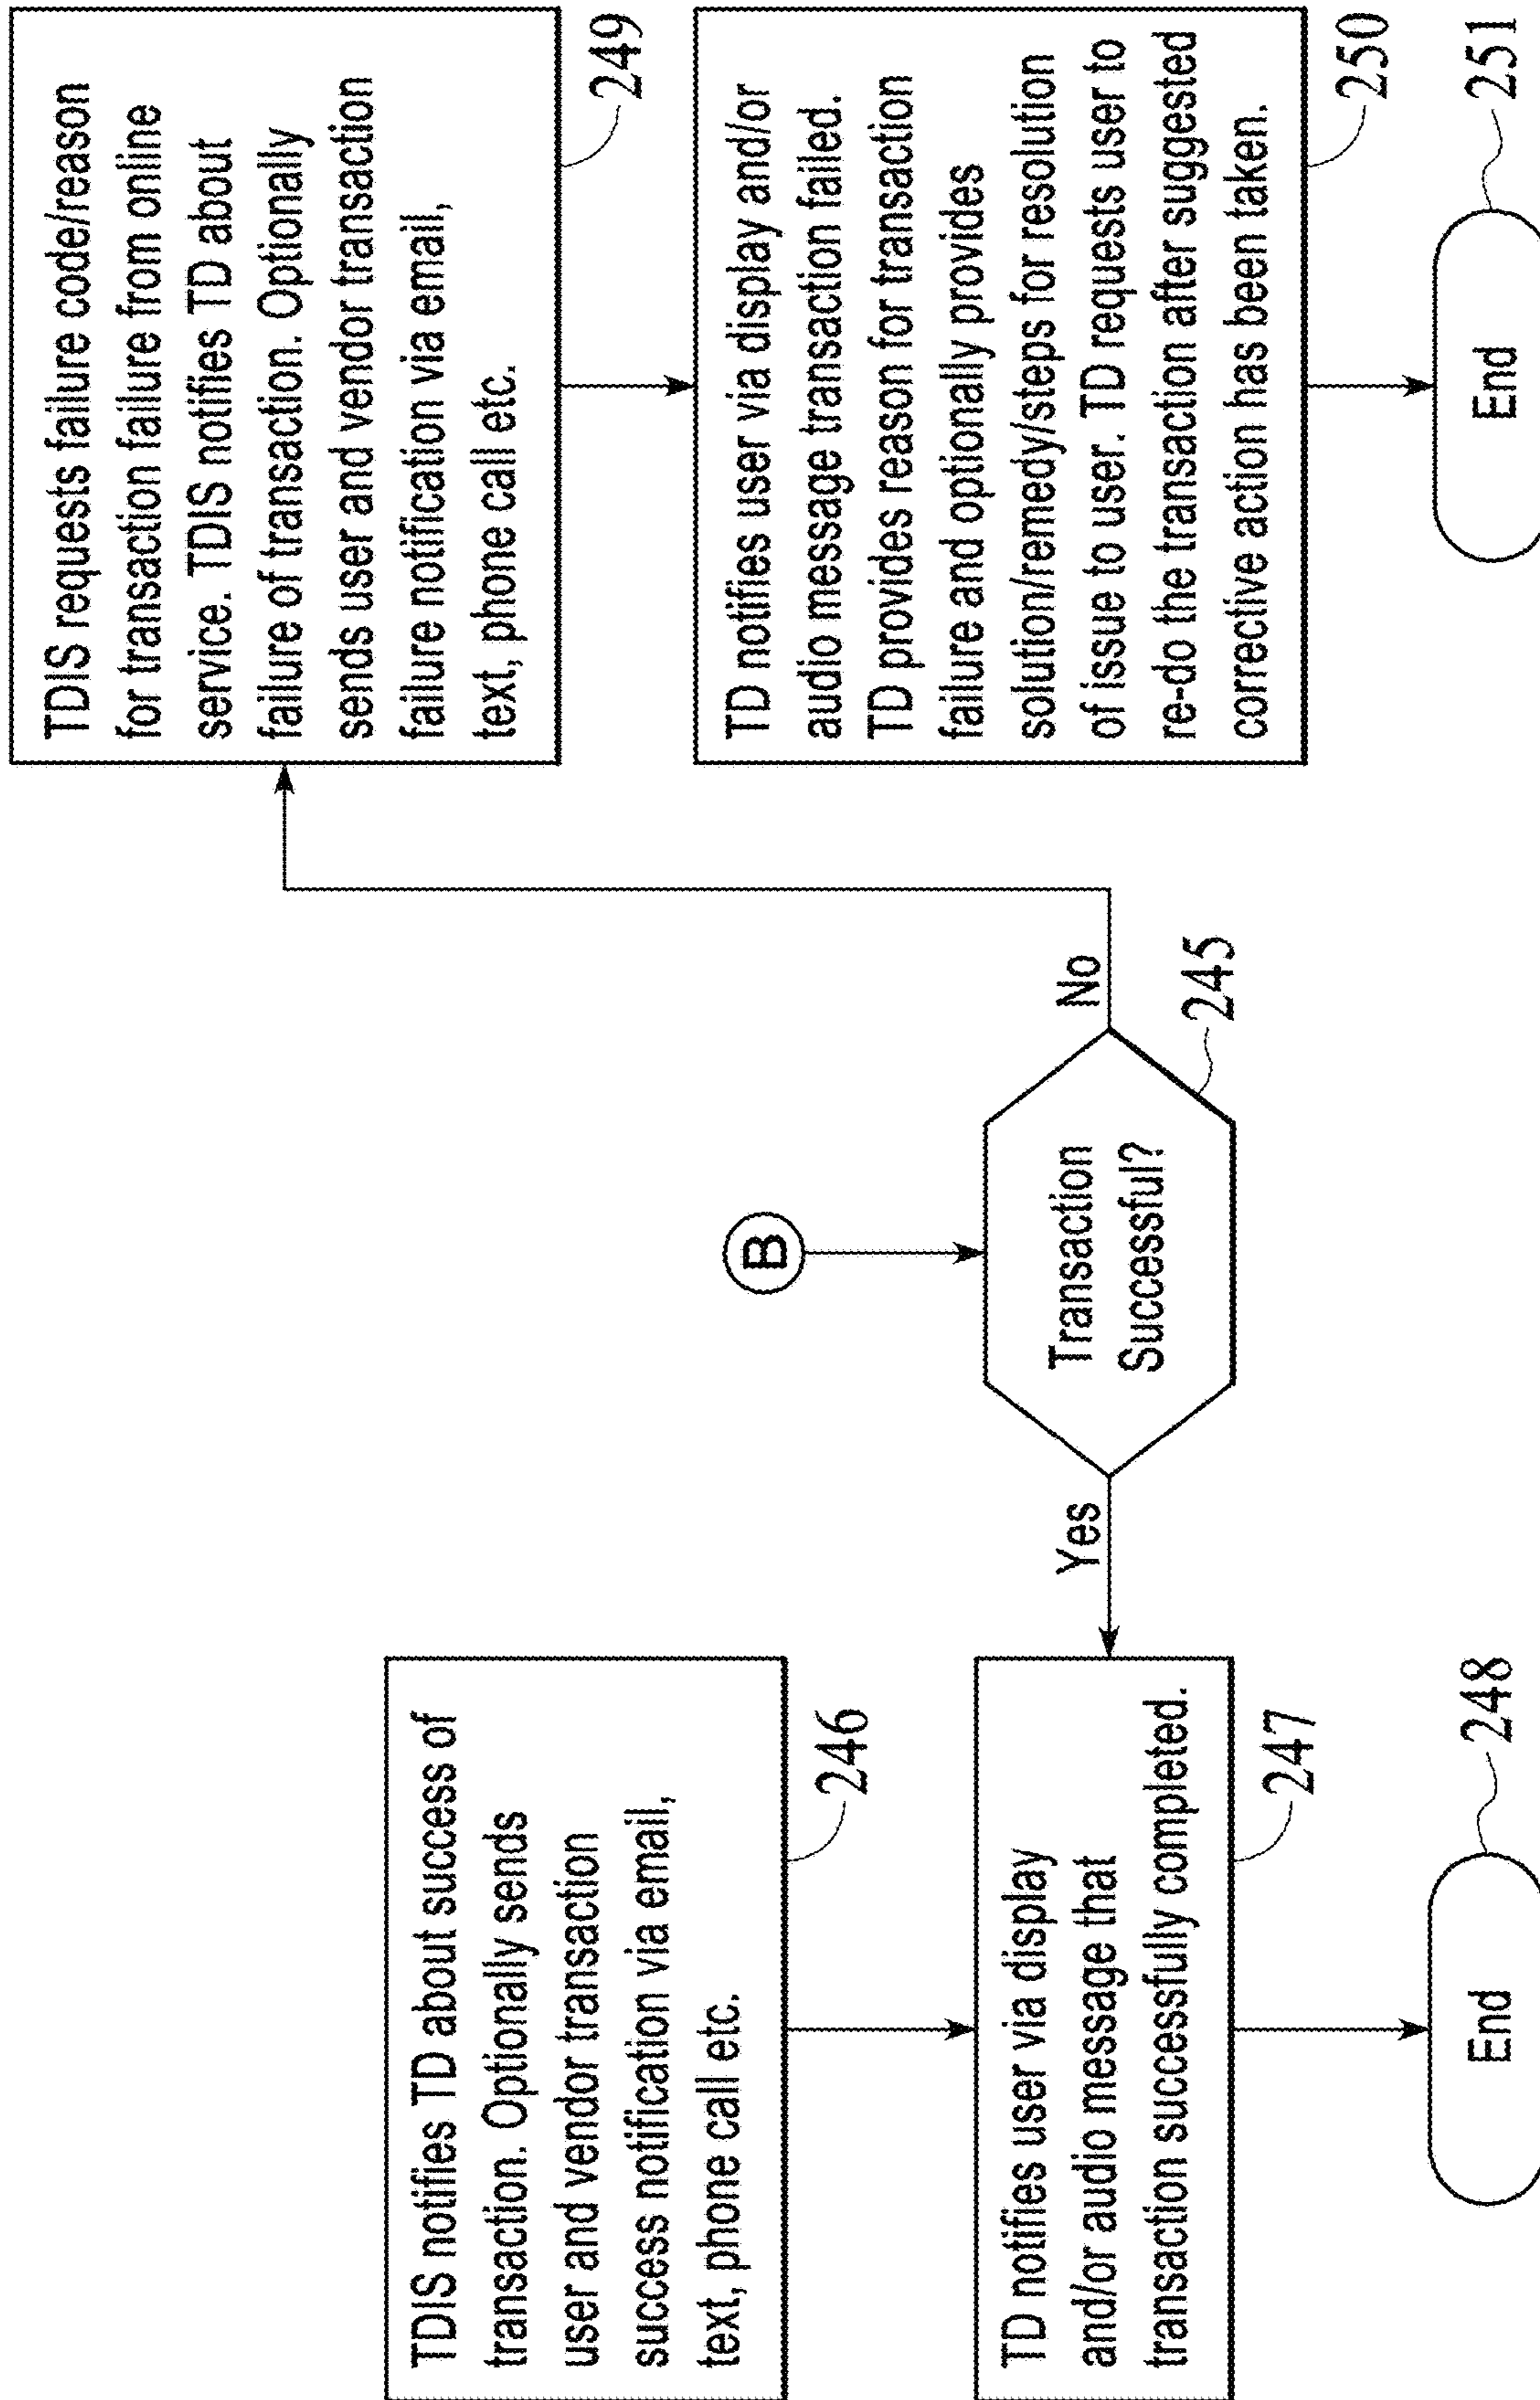 TDIS notifies TD about success of
transaction. Optionally sends
user and vendor transaction
success notification via email,
text, phone call etc.
246
TD notifies user via display
and/or audio message that
transaction successfully completed.
247
End
248
B
Transaction
Successful?
Yes
No
245
TDIS requests failure code/reason
for transaction failure from online
service. TDIS notifies TD about
failure of transaction. Optionally
sends user and vendor transaction
failure notification via email,
text, phone call etc.
249
TD notifies user via display and/or
audio message transaction failed.
TD provides reason for transaction
failure and optionally provides
solution/remedy/steps for resolution
of issue to user. TD requests user to
re-do the transaction after suggested
corrective action has been taken.
250
End
251